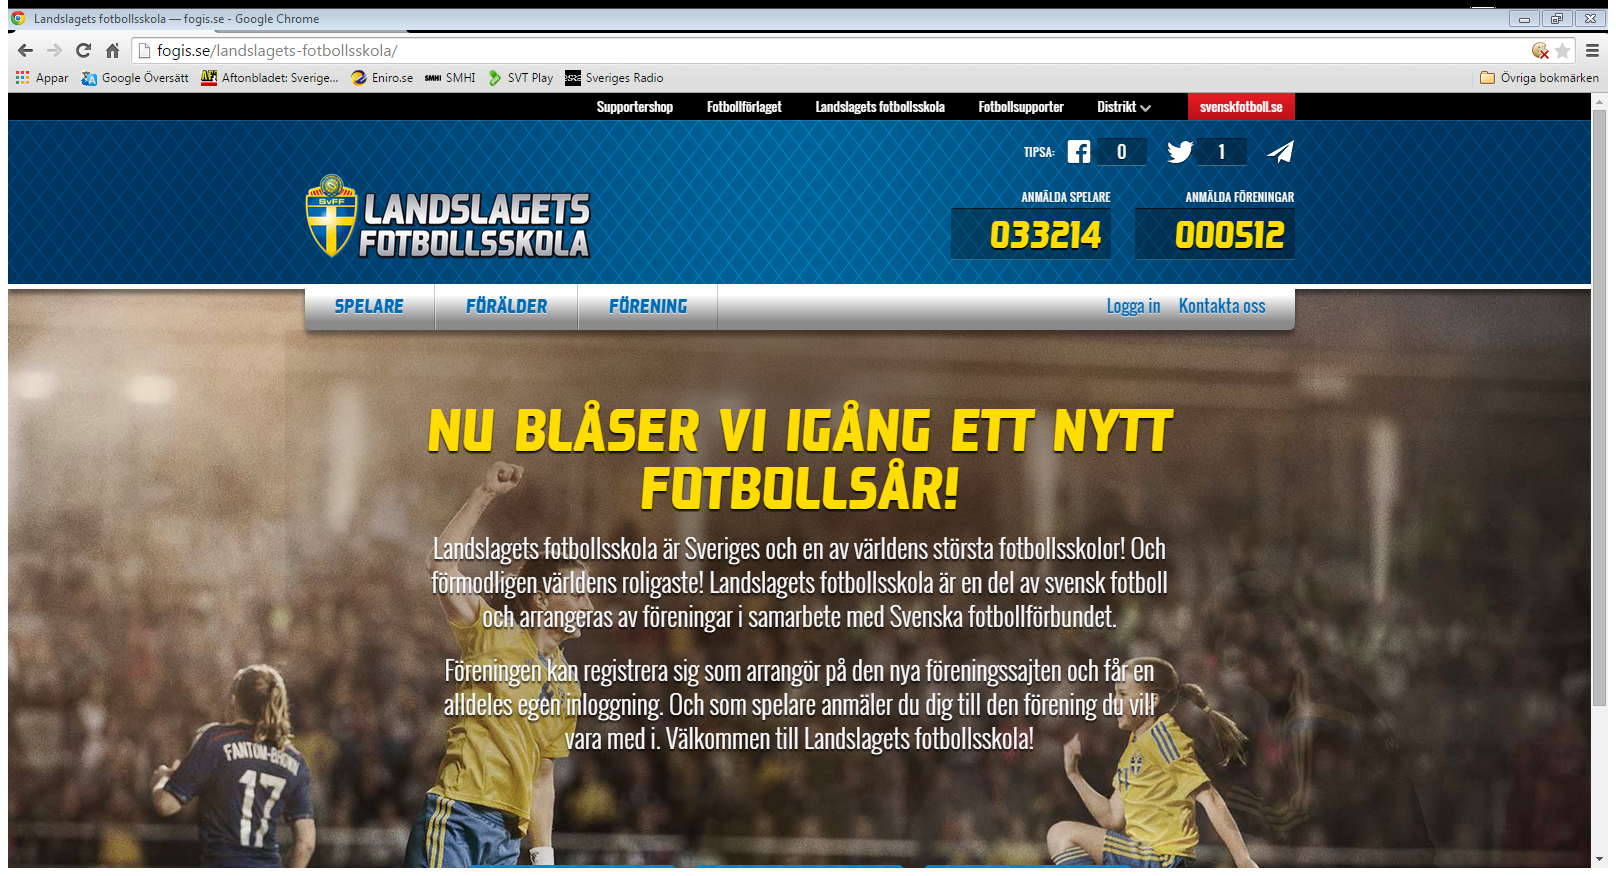 Landslagets fotbollsskola — fogis.se - Google Chrome
fogis.se/landslagets-fotbollsskola/
Appar Google Översätt Aftonbladet: Sverige... Eniro.se SMHI SMHI SVT Play Sveriges Radio Övriga bokmärken
Supportershop Fotbollförlaget Landslagets fotbollsskola Fotbollsupporter Distrikt svenskfotboll.se
TIPSA: 0 1
SvFF
LANDSLAGETS
FOTBOLLSSKOLA
ANMÄLDA SPELARE ANMÄLDA FÖRENINGAR
033214 000512
SPELARE FÖRÄLDER FÖRENING Logga in Kontakta oss
NU BLÅSER VI IGÅNG ETT NYTT
FOTBOLLSÅR!
Landslagets fotbollsskola är Sveriges och en av världens största fotbollsskolor! Och
förmodligen världens roligaste! Landslagets fotbollsskola är en del av svensk fotboll
och arrangeras av föreningar i samarbete med Svenska fotbollförbundet.
Föreningen kan registrera sig som arrangör på den nya föreningssajten och får en
alldeles egen inloggning. Och som spelare anmäler du dig till den förening du vill
vara med i. Välkommen till Landslagets fotbollsskola!
FANTOM-BROWN
17